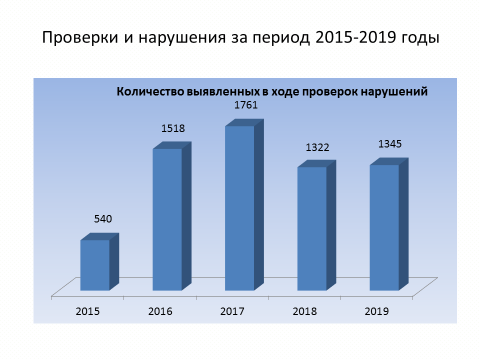 Проверки и нарушения за период 2015-2019 годы
Количество выявленных в ходе проверок нарушений
1761
1518
1345
1322
540
2015 2016 2017 2018 2019